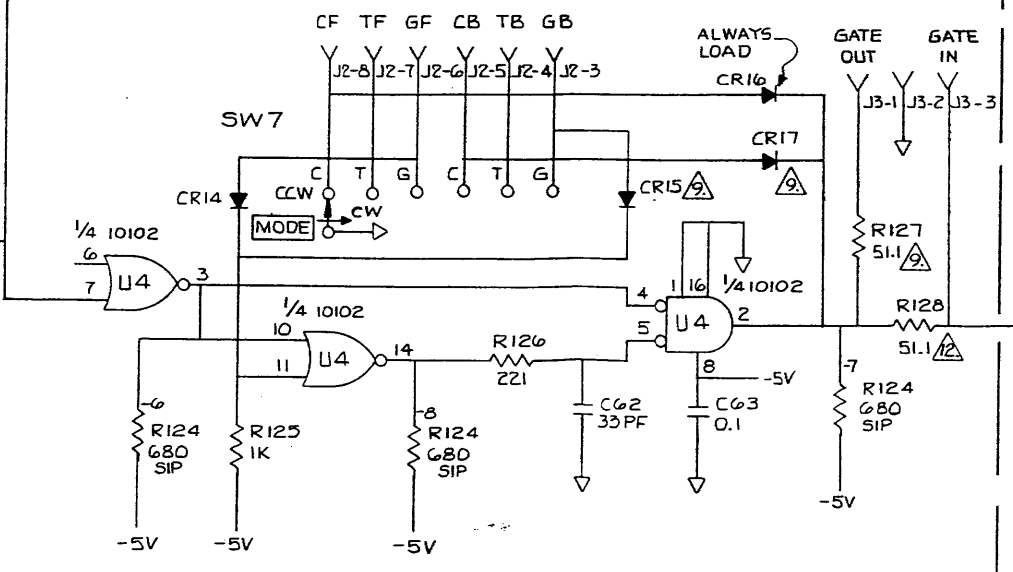 CF TF GF CB TB GB
J2-8 J2-7 J2-6 J2-5 J2-4 J2-3
ALWAYS
LOAD
CR16
GATE
OUT
GATE
IN
J3-1 J3-2 J3-3
SW7
CR17
9.
C T G C T G
CCW
CW
MODE
CR14
CR15 9.
1/4 10102
6
7
U4
3
R127
51.1 9.
1/4 10102
10
11
U4
14
R126
221
4
5
1 16
1/4 10102
U4
2
8
-5V
R128
51.1 12.
C62
33PF
C63
0.1
-6
R124
680
SIP
-5V
R125
1K
-5V
-8
R124
680
SIP
-5V
-7
R124
680
SIP
-5V